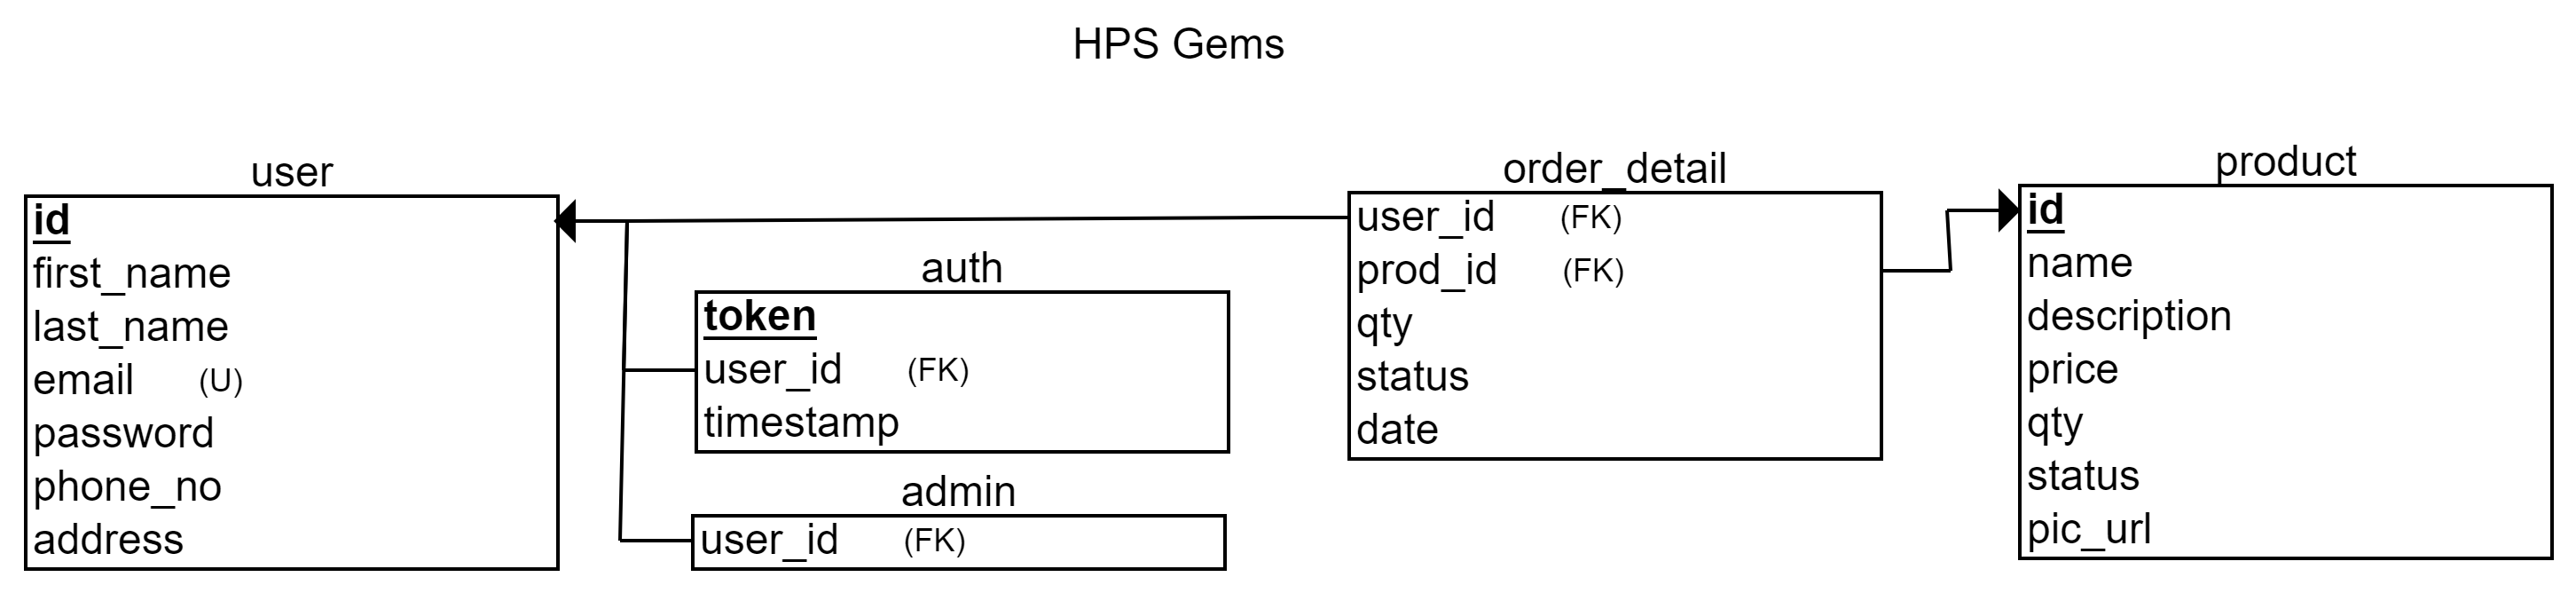 HPS Gems
user
id
first_name
last_name
email (U)
password
phone_no
address
auth
token
user_id (FK)
timestamp
admin
user_id (FK)
order_detail
user_id (FK)
prod_id (FK)
qty
status
date
product
id
name
description
price
qty
status
pic_url